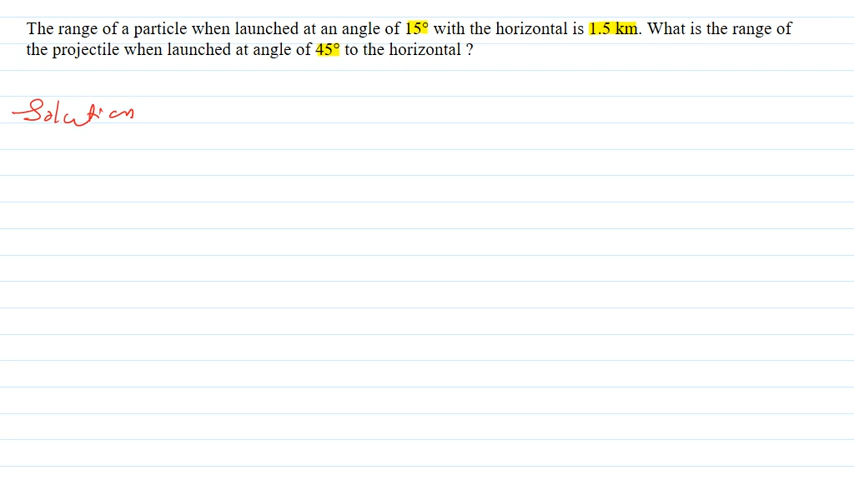 The range of a particle when launched at an angle of 15° with the horizontal is 1.5 km. What is the range of
the projectile when launched at angle of 45° to the horizontal ?
Solution